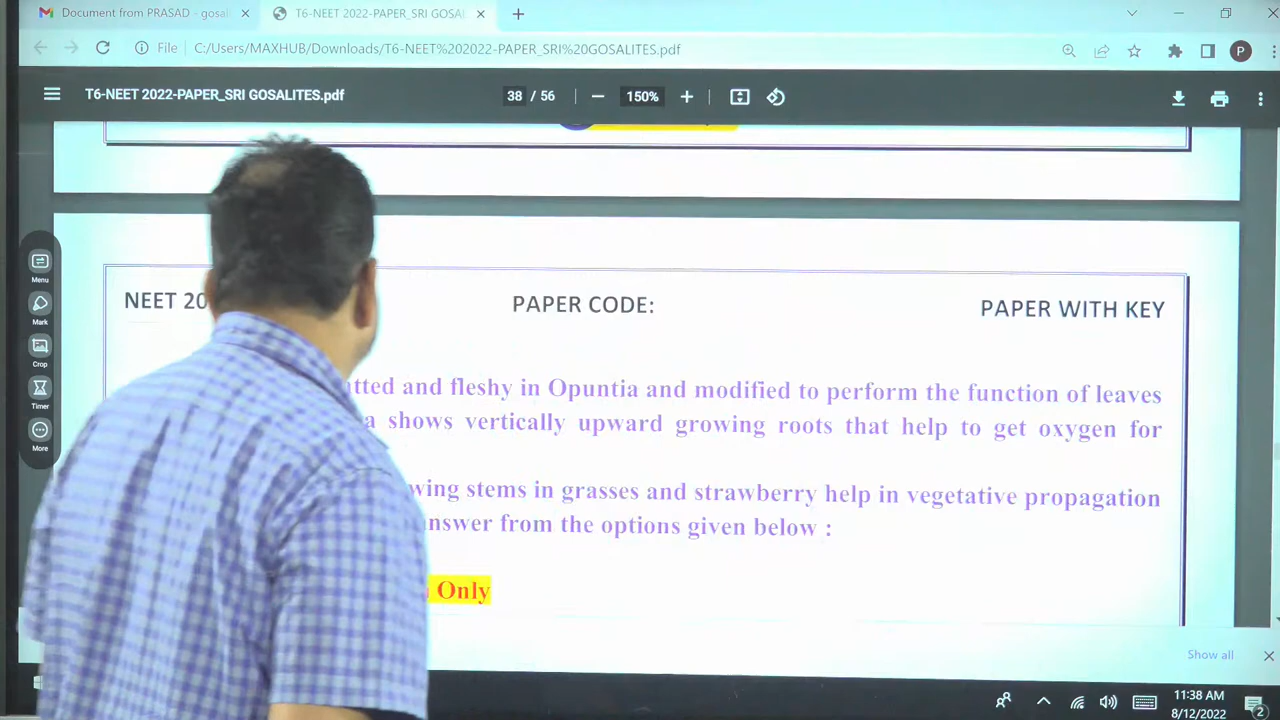 Document from PRASAD - gosali
T6-NEET 2022-PAPER_SRI GOSAL
File
C:/Users/MAXHUB/Downloads/T6-NEET%202022-PAPER_SRI%20GOSALITES.pdf
P
T6-NEET 2022-PAPER_SRI GOSALITES.pdf
38 / 56
150%
Menu
Mark
Crop
Timer
More
NEET 20
PAPER CODE:
PAPER WITH KEY
tted and fleshy in Opuntia and modified to perform the function of leaves
a shows vertically upward growing roots that help to get oxygen for
wing stems in grasses and strawberry help in vegetative propagation
answer from the options given below :
Only
Show all
11:38 AM
8/12/2022
2